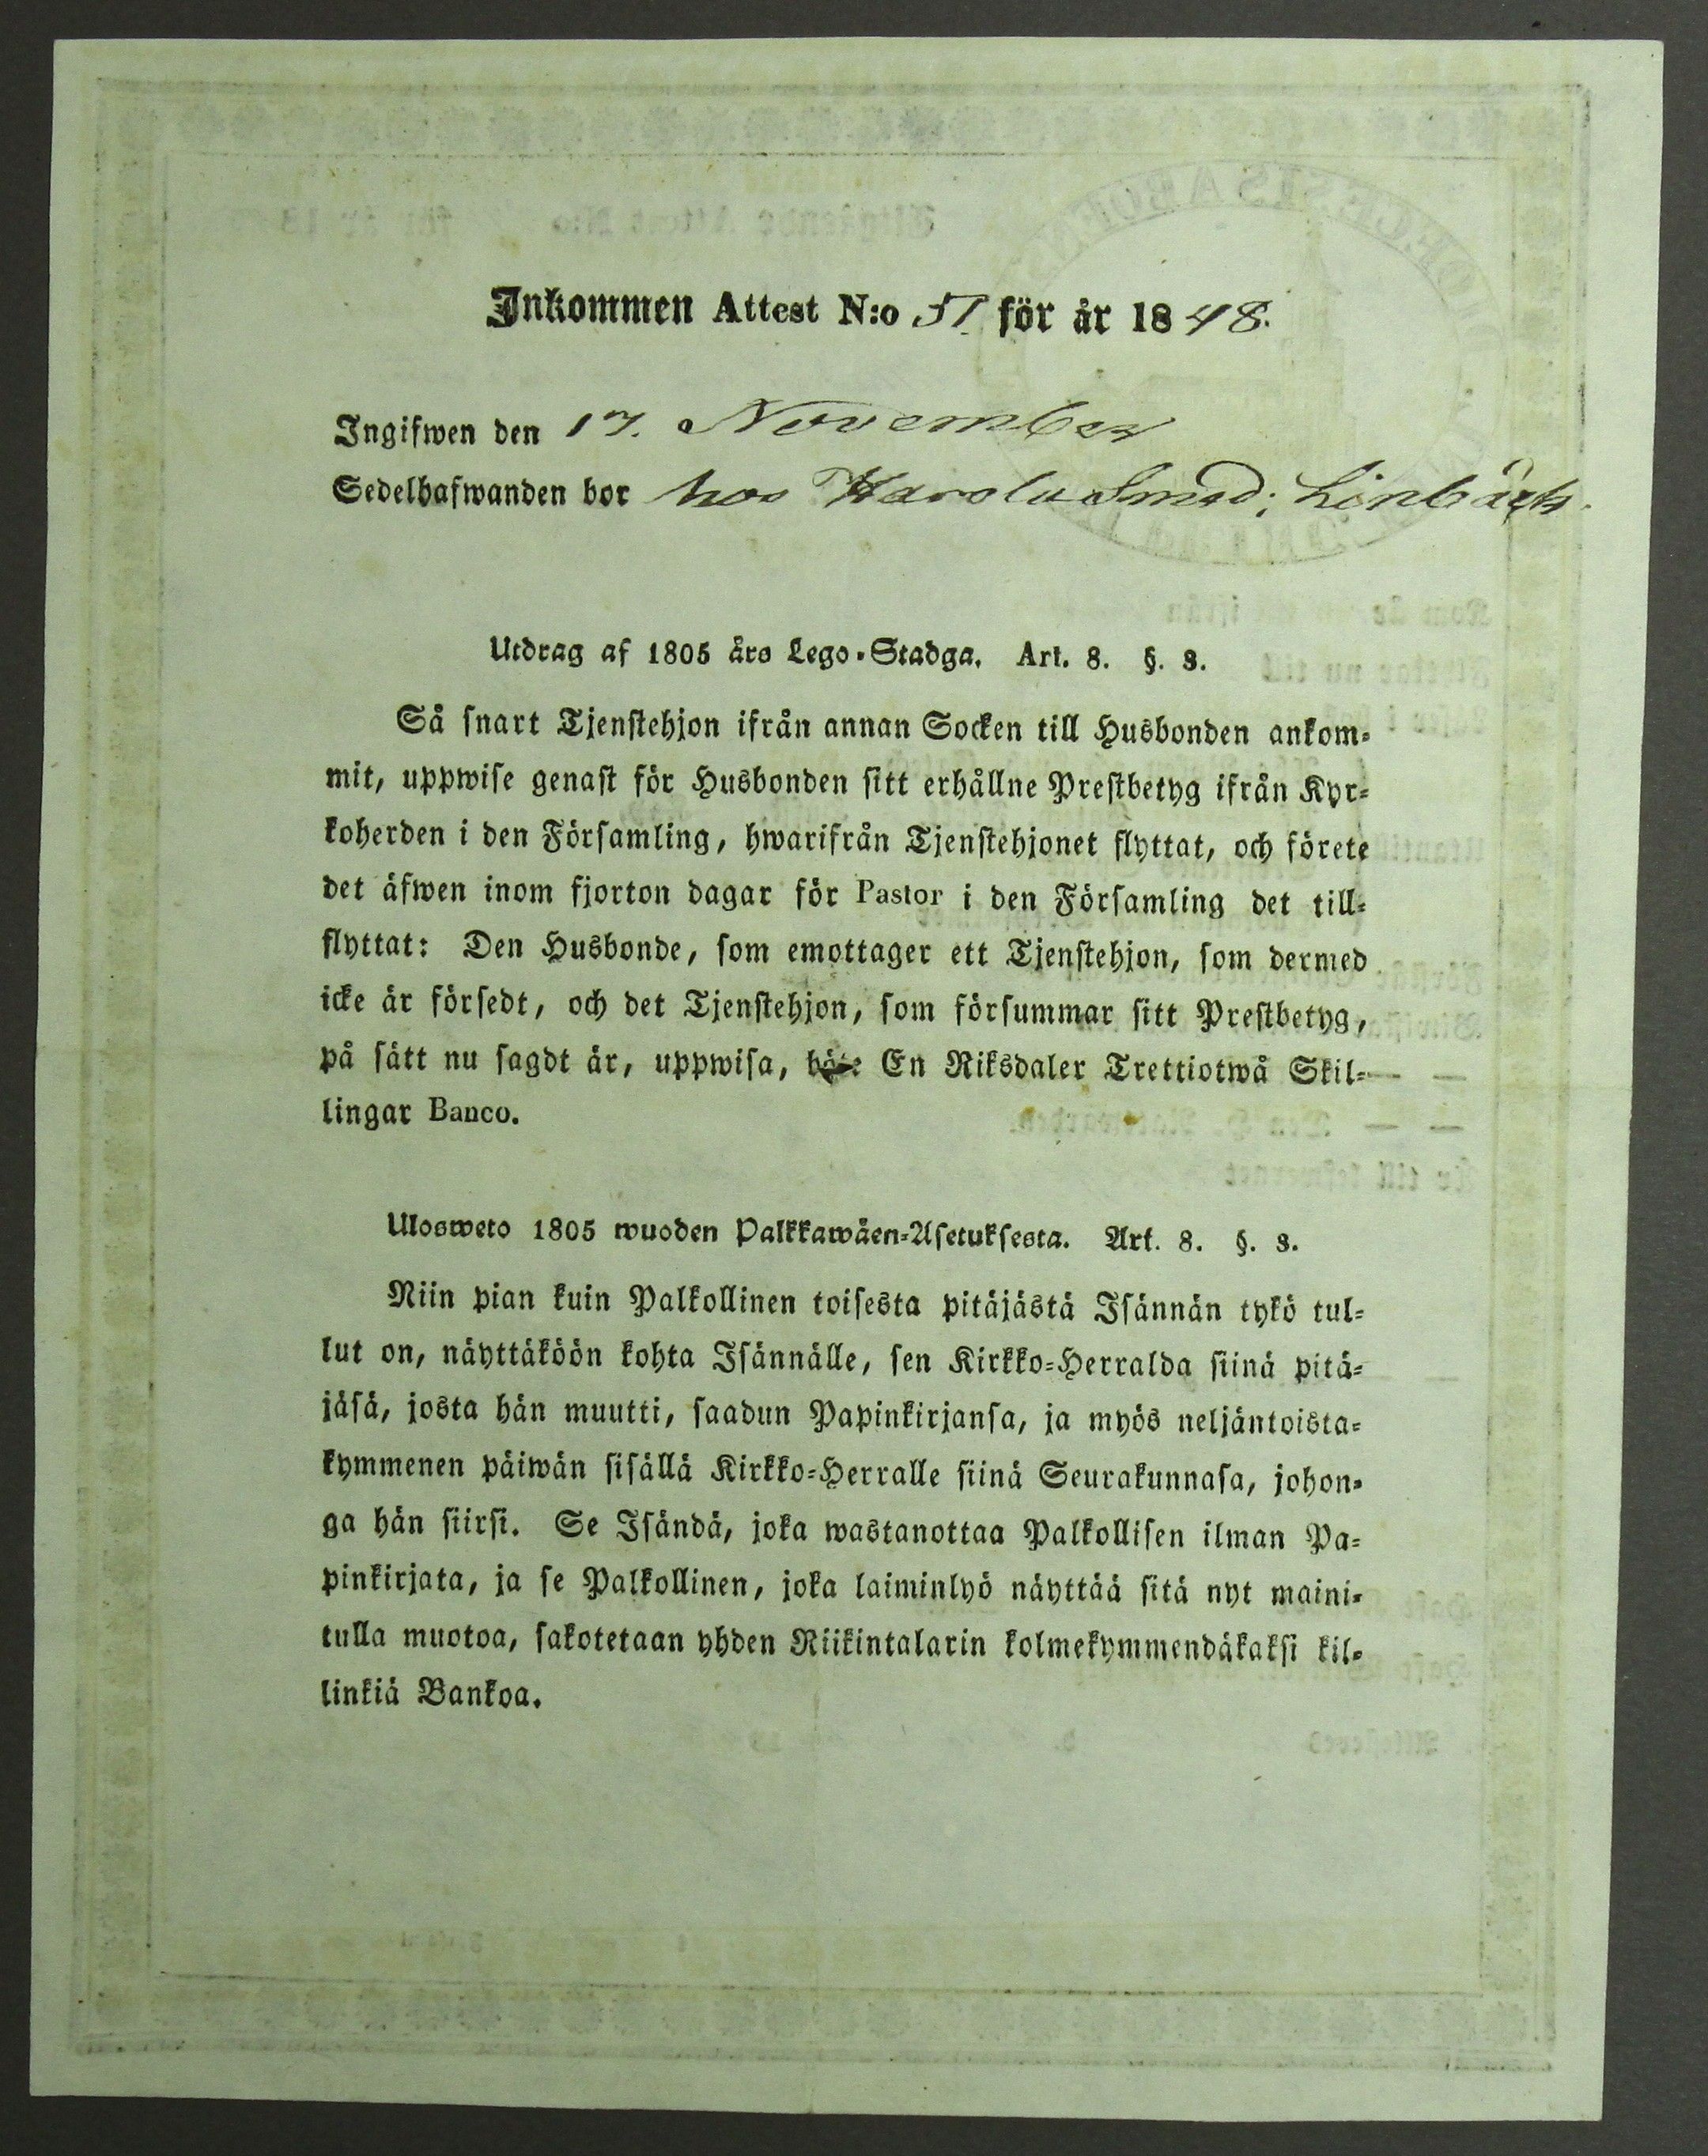 Inkommen Attest N:o 51. för år 1848.
Ingifwen den 17. November
Sedelhafwanden bor hos Smed: Linbäck.
Utdrag af 1805 års Lego-Stadga. Art. 8. §. 3.
Så snart Tjenstehjon ifrån annan Socken till Husbonden ankom-
mit, uppwise genast för Husbonden sitt erhållne Prestbetyg ifrån Kyr-
koherden i den Församling, hwarifrån Tjenstehjonet flyttat, och förete
det äfwen inom fjorton dagar för Pastor i den Församling det till-
flyttat: Den Husbonde, som emottager ett Tjenstehjon, som dermed
icke är försedt, och det Tjenstehjon, som försummar sitt Prestbetyg,
på sätt nu sagdt är, uppwisa, böte En Riksdaler Trettiotwå Skil-
lingar Banco.
Ulosweto 1805 wuoden Palkkawäen-Asetuksesta. Art. 8. §. 3.
Niin pian kuin Palkollinen toisesta pitäjästä Isännän tykö tul-
lut on, näyttäköön kohta Isännälle, sen Kirkko-Herralda siinä pitä-
jäsä, josta hän muutti, saadun Papinkirjansa, ja myös neljäntoista-
kymmenen päiwän sisällä Kirkko-Herralle siinä Seurakunnasa, johon-
ga hän siirsi. Se Isändä, joka wastanottaa Palkollisen ilman Pa-
pinkirjata, ja se Palkollinen, joka laiminlyö näyttää sitä nyt maini-
tulla muotoa, sakotetaan yhden Riikintalarin kolmekymmendäkaksi kil-
linkiä Bankoa.